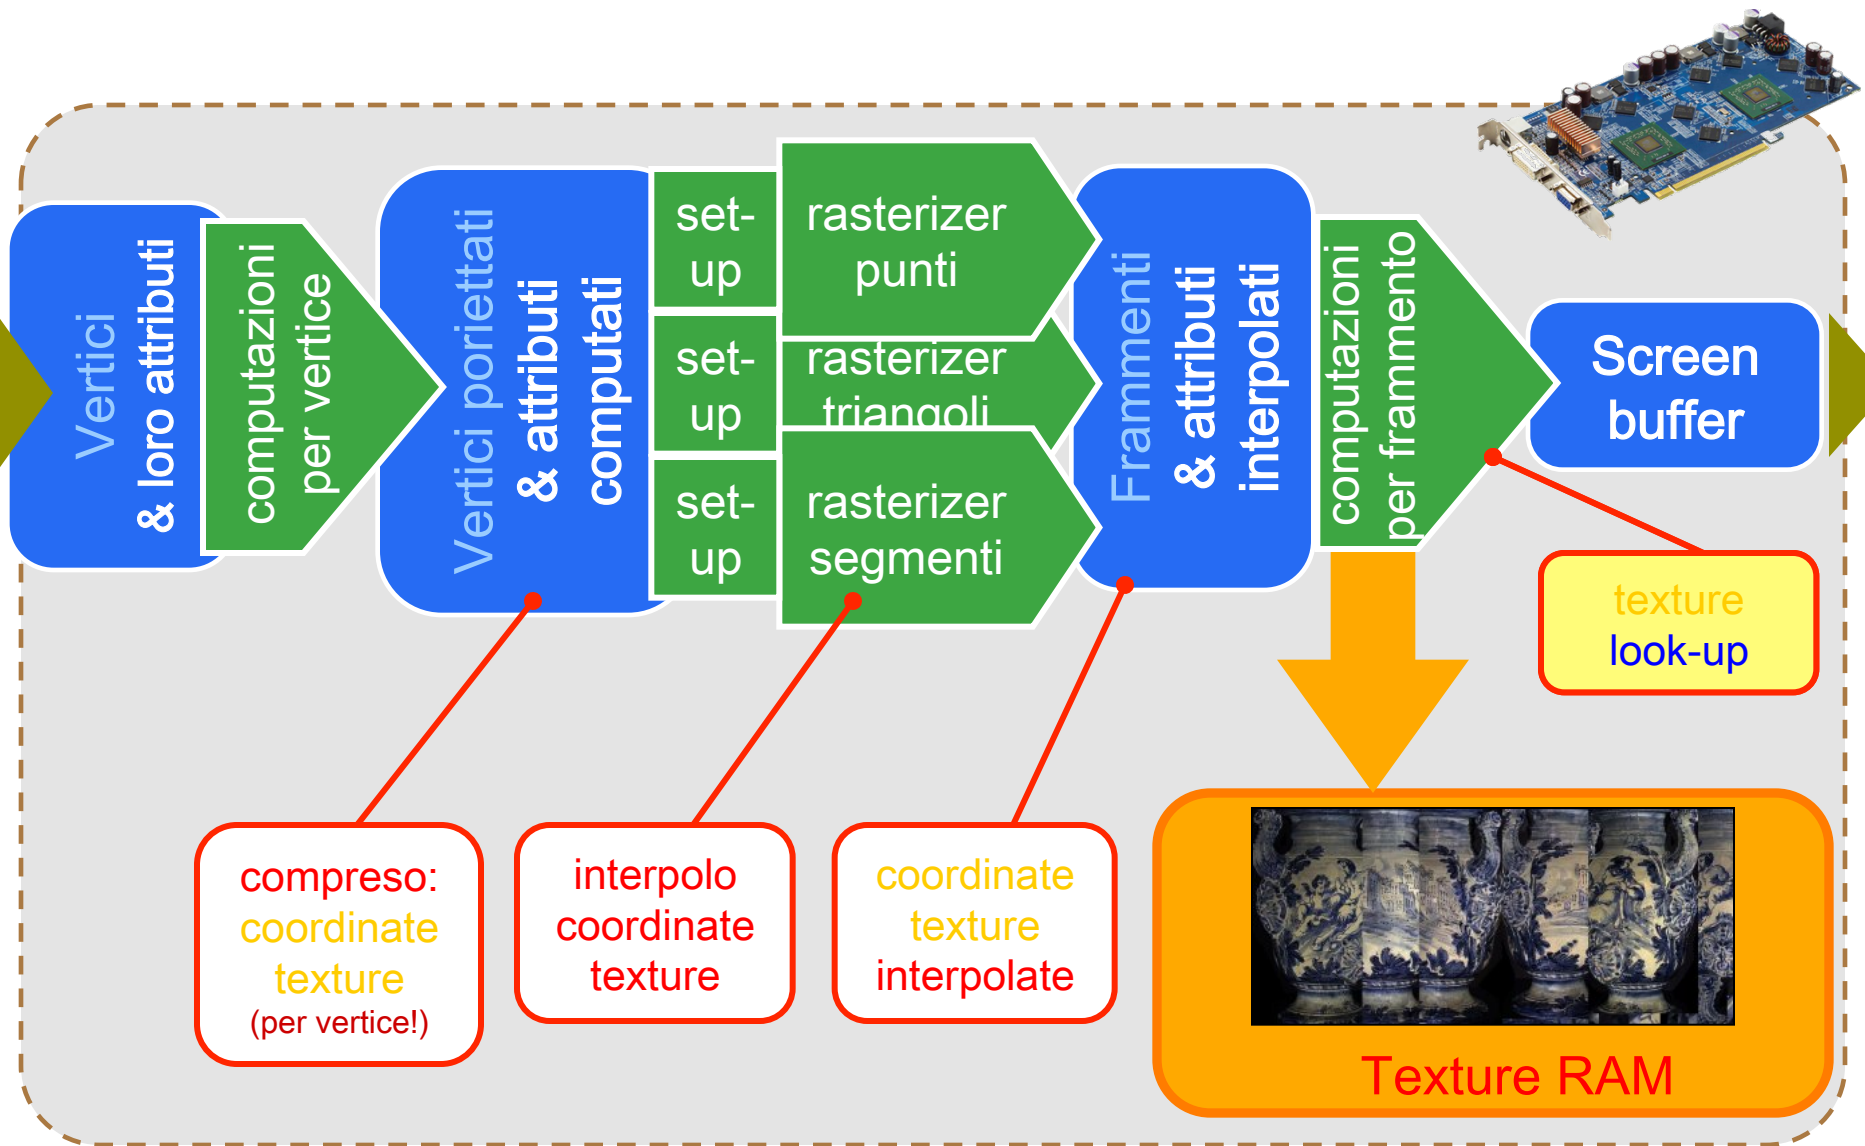 Vertici
& loro attributi
computazioni
per vertice
Vertici poriettati
& attributi
computati
set-
up
rasterizer
punti
set-
up
rasterizer
triangoli
set-
up
rasterizer
segmenti
Frammenti
& attributi
interpolati
computazioni
per frammento
Screen
buffer
texture
look-up
compreso:
coordinate
texture
(per vertice!)
interpolo
coordinate
texture
coordinate
texture
interpolate
Texture RAM